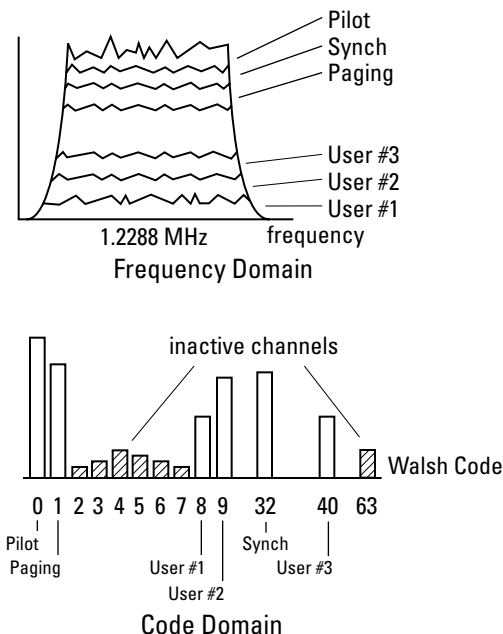 Pilot
Synch
Paging
User #3
User #2
User #1
1.2288 MHz frequency
Frequency Domain
inactive channels
Walsh Code
0 1 2 3 4 5 6 7 8 9 32 40 63
Pilot
Paging
User #1
User #2
Synch
User #3
Code Domain